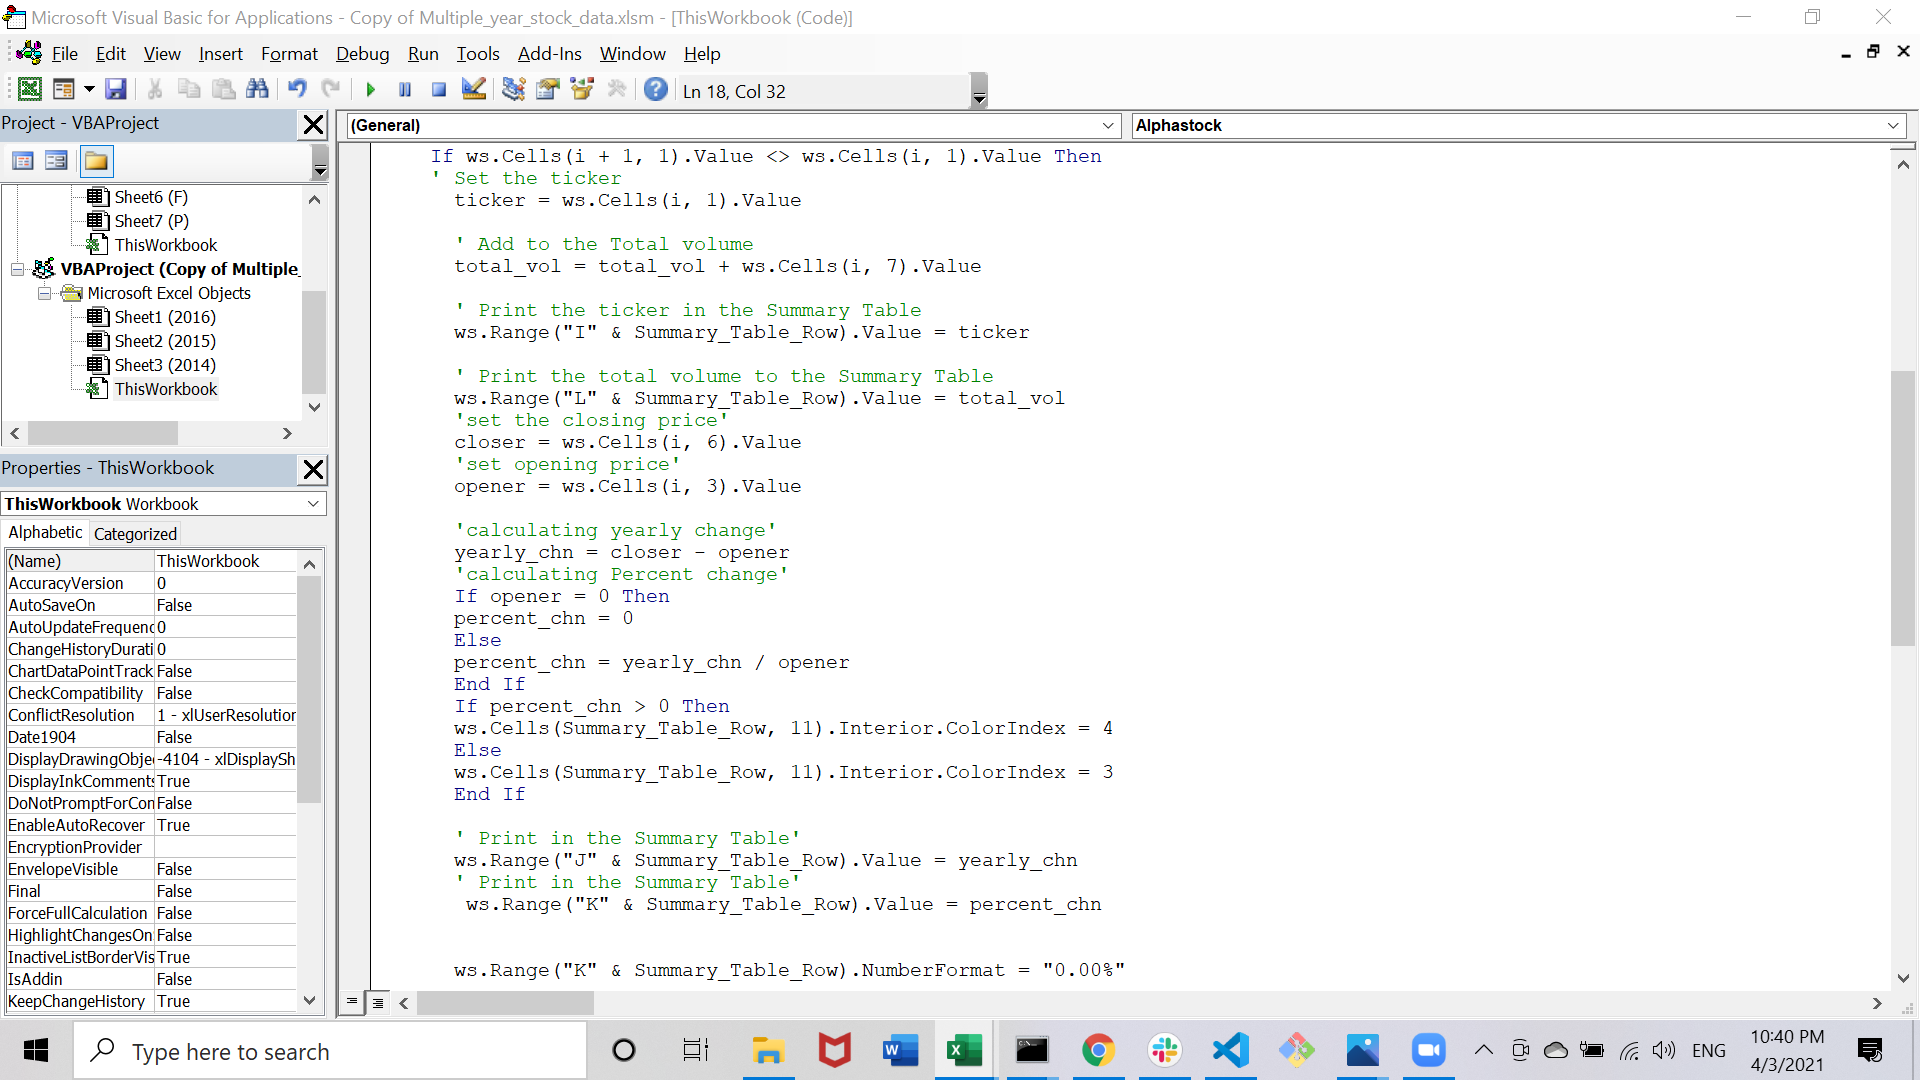 Microsoft Visual Basic for Applications - Copy of Multiple_year_stock_data.xlsm - [ThisWorkbook (Code)]
File Edit View Insert Format Debug Run Tools Add-Ins Window Help
Ln 18, Col 32
Project - VBAProject
Sheet6 (F)
Sheet7 (P)
ThisWorkbook
VBAProject (Copy of Multiple_
Microsoft Excel Objects
Sheet1 (2016)
Sheet2 (2015)
Sheet3 (2014)
ThisWorkbook
Properties - ThisWorkbook
ThisWorkbook Workbook
Alphabetic Categorized
(Name) ThisWorkbook
AccuracyVersion 0
AutoSaveOn False
AutoUpdateFrequenc 0
ChangeHistoryDurati 0
ChartDataPointTrack False
CheckCompatibility False
ConflictResolution 1 - xlUserResolution
Date1904 False
DisplayDrawingObje -4104 - xlDisplaySh
DisplayInkComments True
DoNotPromptForCon False
EnableAutoRecover True
EncryptionProvider
EnvelopeVisible False
Final False
ForceFullCalculation False
HighlightChangesOn False
InactiveListBorderVis True
IsAddin False
KeepChangeHistory True
(General) Alphastock
If ws.Cells(i + 1, 1).Value <> ws.Cells(i, 1).Value Then
' Set the ticker
ticker = ws.Cells(i, 1).Value
' Add to the Total volume
total_vol = total_vol + ws.Cells(i, 7).Value
' Print the ticker in the Summary Table
ws.Range("I" & Summary_Table_Row).Value = ticker
' Print the total volume to the Summary Table
ws.Range("L" & Summary_Table_Row).Value = total_vol
'set the closing price'
closer = ws.Cells(i, 6).Value
'set opening price'
opener = ws.Cells(i, 3).Value
'calculating yearly change'
yearly_chn = closer - opener
'calculating Percent change'
If opener = 0 Then
percent_chn = 0
Else
percent_chn = yearly_chn / opener
End If
If percent_chn > 0 Then
ws.Cells(Summary_Table_Row, 11).Interior.ColorIndex = 4
Else
ws.Cells(Summary_Table_Row, 11).Interior.ColorIndex = 3
End If
' Print in the Summary Table'
ws.Range("J" & Summary_Table_Row).Value = yearly_chn
' Print in the Summary Table'
ws.Range("K" & Summary_Table_Row).Value = percent_chn
ws.Range("K" & Summary_Table_Row).NumberFormat = "0.00%"
Type here to search
ENG
10:40 PM
4/3/2021